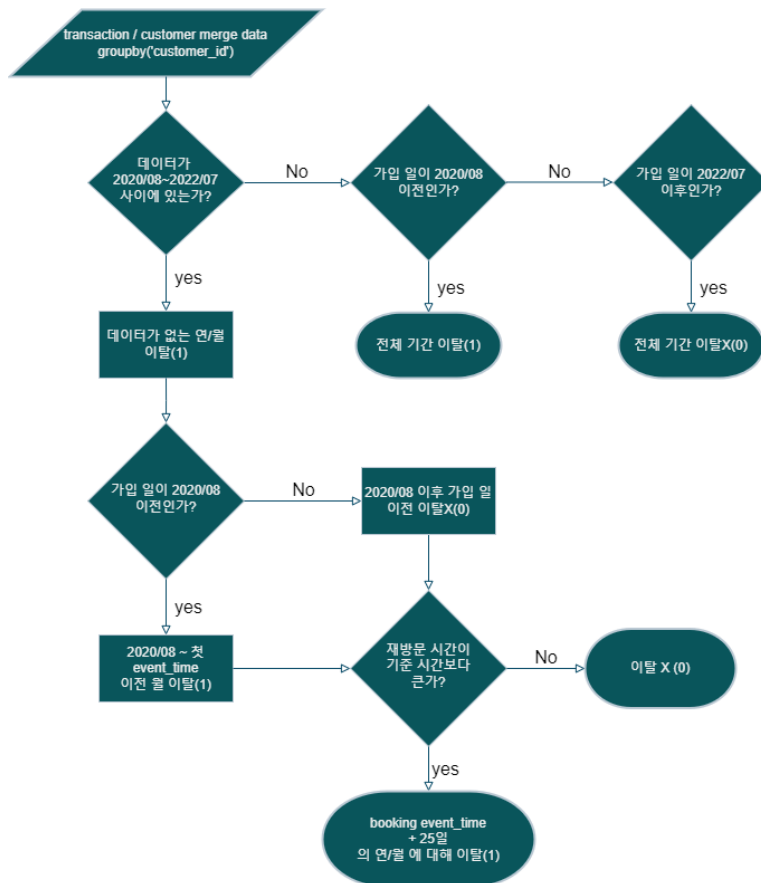 transaction / customer merge data
groupby('customer_id')
데이터가
2020/08~2022/07
사이에 있는가?
No
가입 일이 2020/08
이전인가?
No
가입 일이 2022/07
이후인가?
yes
yes
yes
데이터가 없는 연/월
이탈(1)
전체 기간 이탈(1)
전체 기간 이탈X(0)
가입 일이 2020/08
이전인가?
No
2020/08 이후 가입 일
이전 이탈X(0)
yes
2020/08 ~ 첫
event_time
이전 월 이탈(1)
재방문 시간이
기준 시간보다
큰가?
No
이탈 X (0)
yes
booking event_time
+ 25일
의 연/월 에 대해 이탈(1)